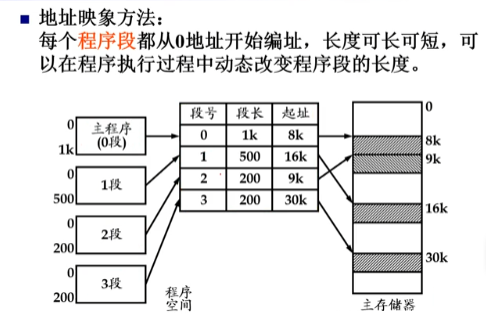 地址映象方法：
每个程序段都从0地址开始编址，长度可长可短，可
以在程序执行过程中动态改变程序段的长度。
段号 段长 起址
0 1k 8k
1 500 16k
2 200 9k
3 200 30k
0
主程序
(0段)
1k
0
1段
500
0
2段
200
0
3段
200
程序
空间
0
8k
9k
16k
30k
主存储器